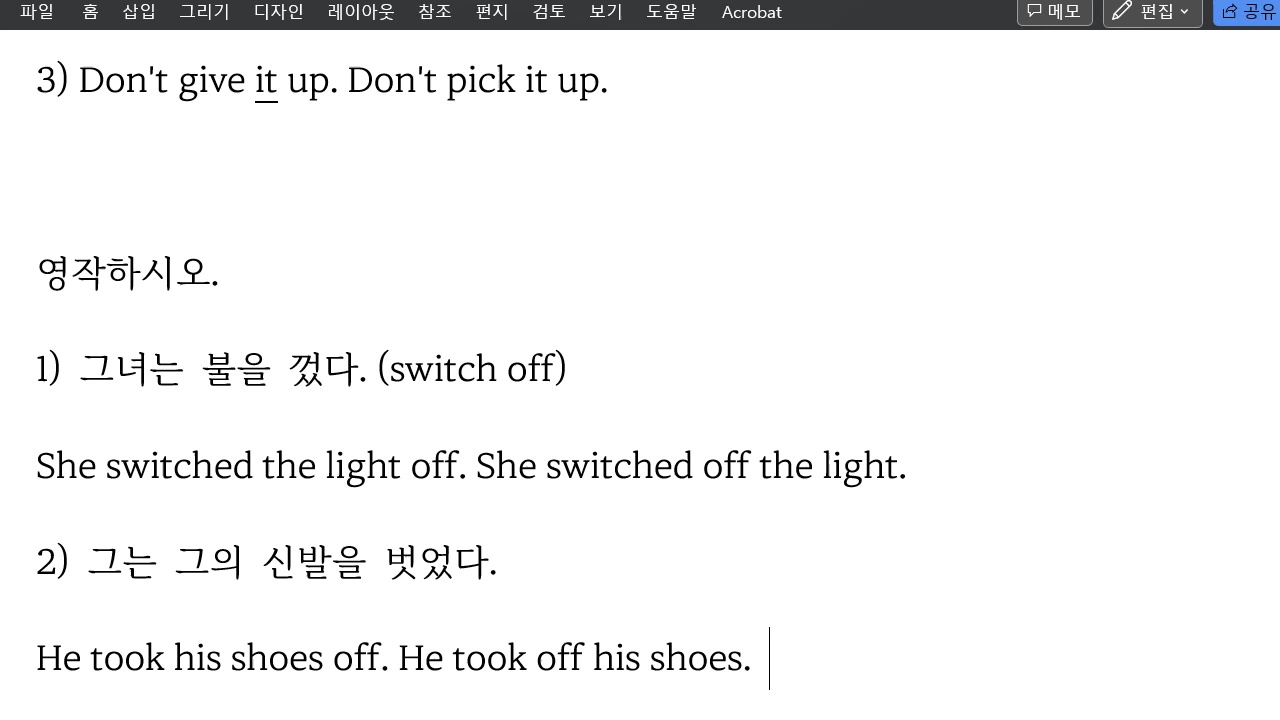 파일 홈 삽입 그리기 디자인 레이아웃 참조 편지 검토 보기 도움말 Acrobat 메모 편집 공유
3) Don't give it up. Don't pick it up.
영작하시오.
1) 그녀는 불을 껐다. (switch off)
She switched the light off. She switched off the light.
2) 그는 그의 신발을 벗었다.
He took his shoes off. He took off his shoes.